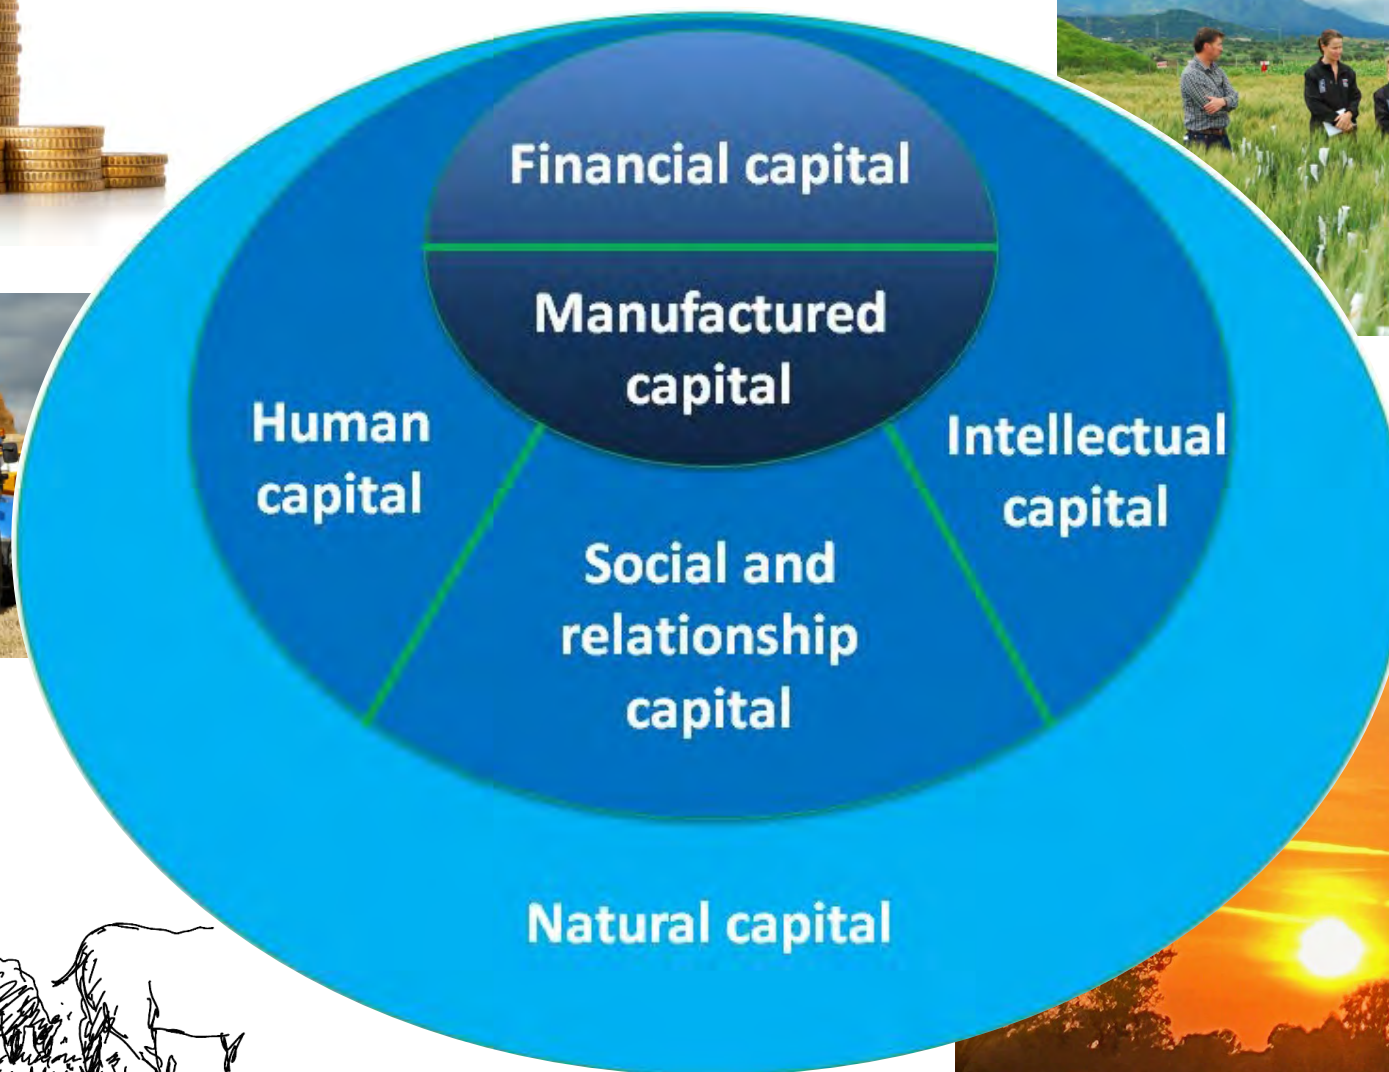 Financial capital
Manufactured
capital
Human
capital
Intellectual
capital
Social and
relationship
capital
Natural capital